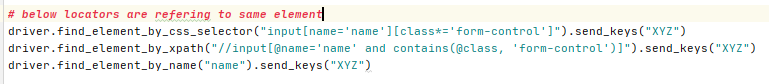 # below locators are refering to same element
driver.find_element_by_css_selector("input[name='name'][class*='form-control']").send_keys("XYZ")
driver.find_element_by_xpath("//input[@name='name' and contains(@class, 'form-control')]").send_keys("XYZ")
driver.find_element_by_name("name").send_keys("XYZ")